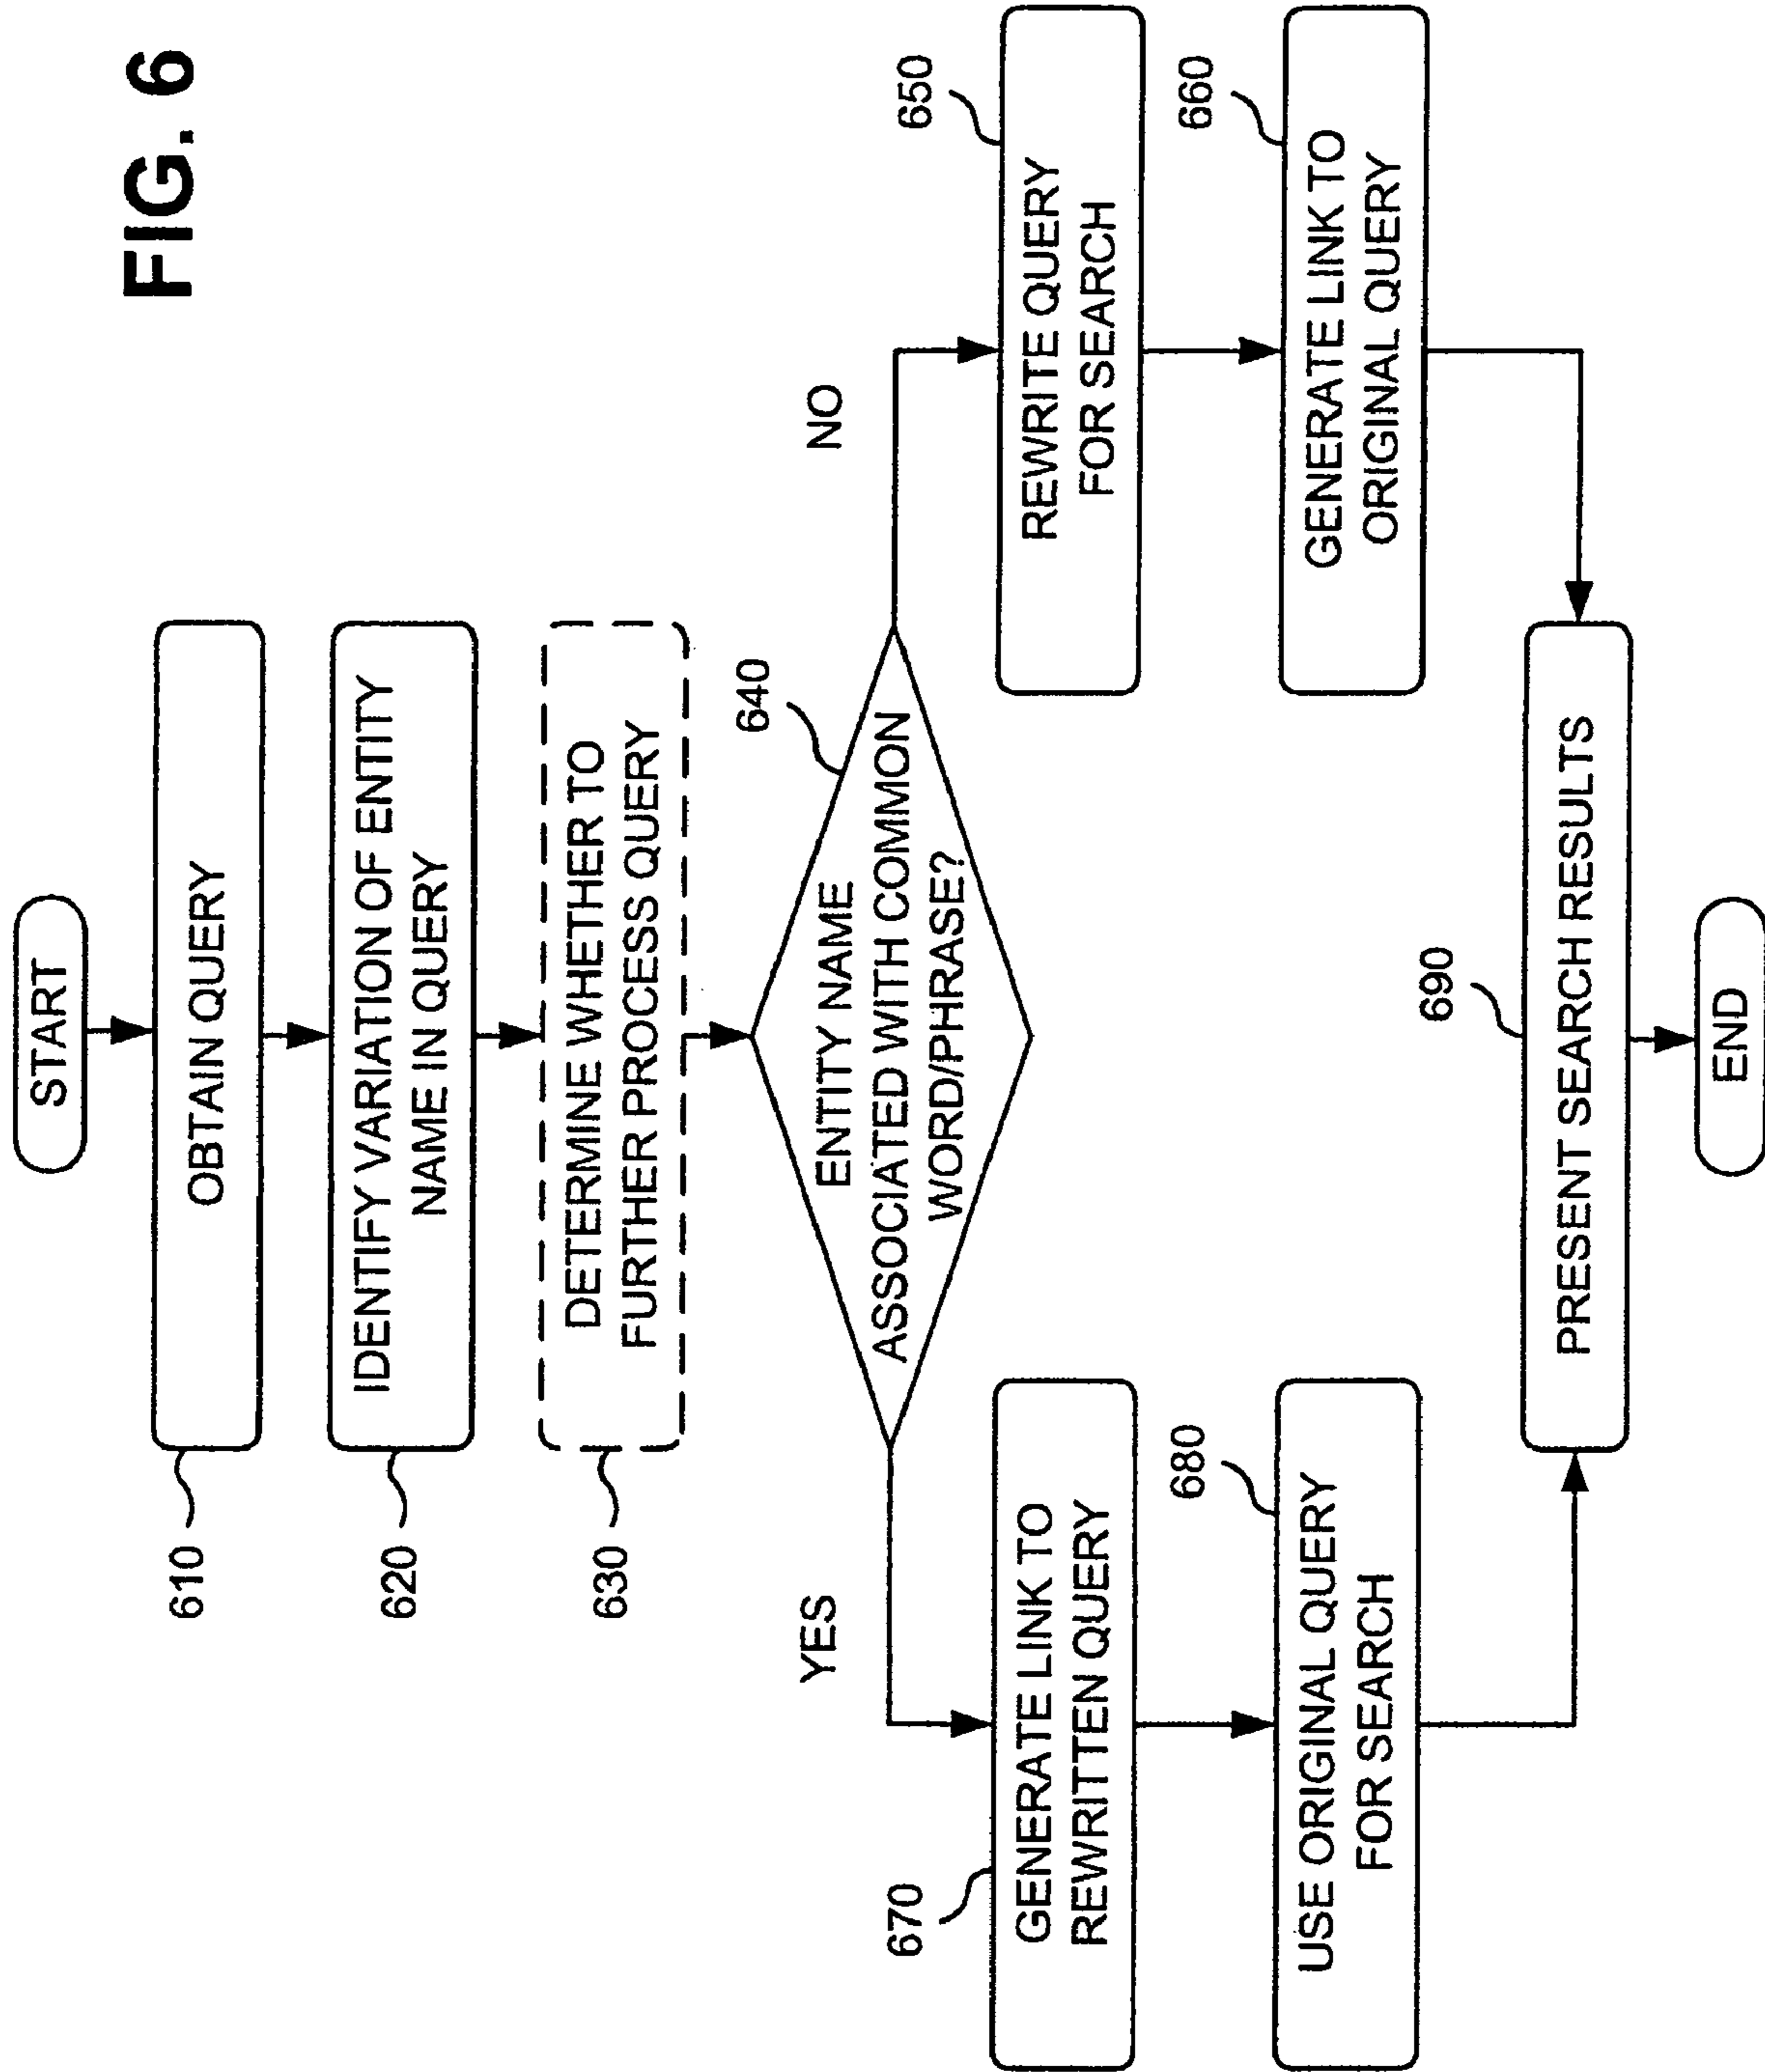 FIG. 6
START
610
OBTAIN QUERY
620
IDENTIFY VARIATION OF ENTITY
NAME IN QUERY
630
DETERMINE WHETHER TO
FURTHER PROCESS QUERY
640
ENTITY NAME
ASSOCIATED WITH COMMON
WORD/PHRASE?
YES
NO
670
GENERATE LINK TO
REWRITTEN QUERY
680
USE ORIGINAL QUERY
FOR SEARCH
650
REWRITE QUERY
FOR SEARCH
660
GENERATE LINK TO
ORIGINAL QUERY
690
PRESENT SEARCH RESULTS
END